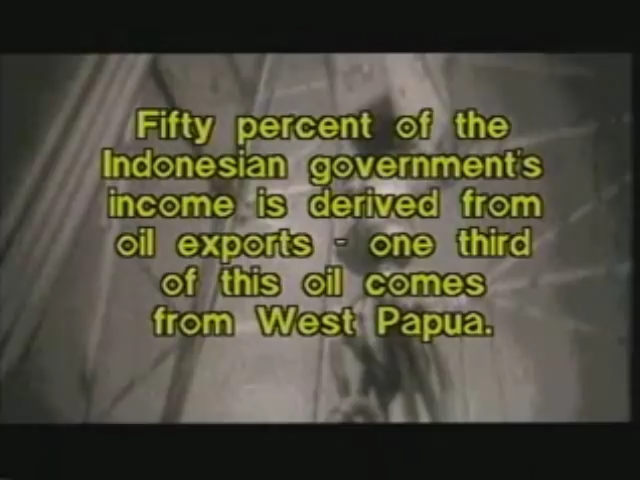 Fifty percent of the
Indonesian government's
income is derived from
oil exports - one third
of this oil comes
from West Papua.